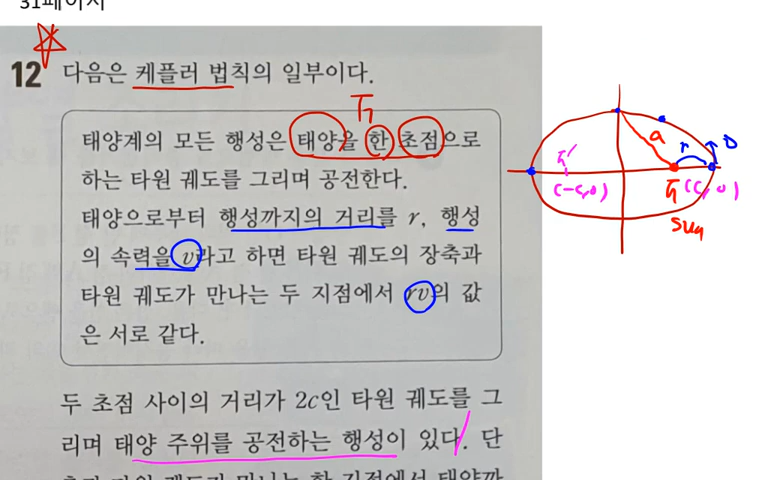 31페이지
12 다음은 케플러 법칙의 일부이다.
태양계의 모든 행성은 태양을 한 초점으로
하는 타원 궤도를 그리며 공전한다.
태양으로부터 행성까지의 거리를 r, 행성
의 속력을 v라고 하면 타원 궤도의 장축과
타원 궤도가 만나는 두 지점에서 rv의 값
은 서로 같다.
두 초점 사이의 거리가 2c인 타원 궤도를 그
리며 태양 주위를 공전하는 행성이 있다. 단
a
r
(-c, 0)
(c, 0)
sun